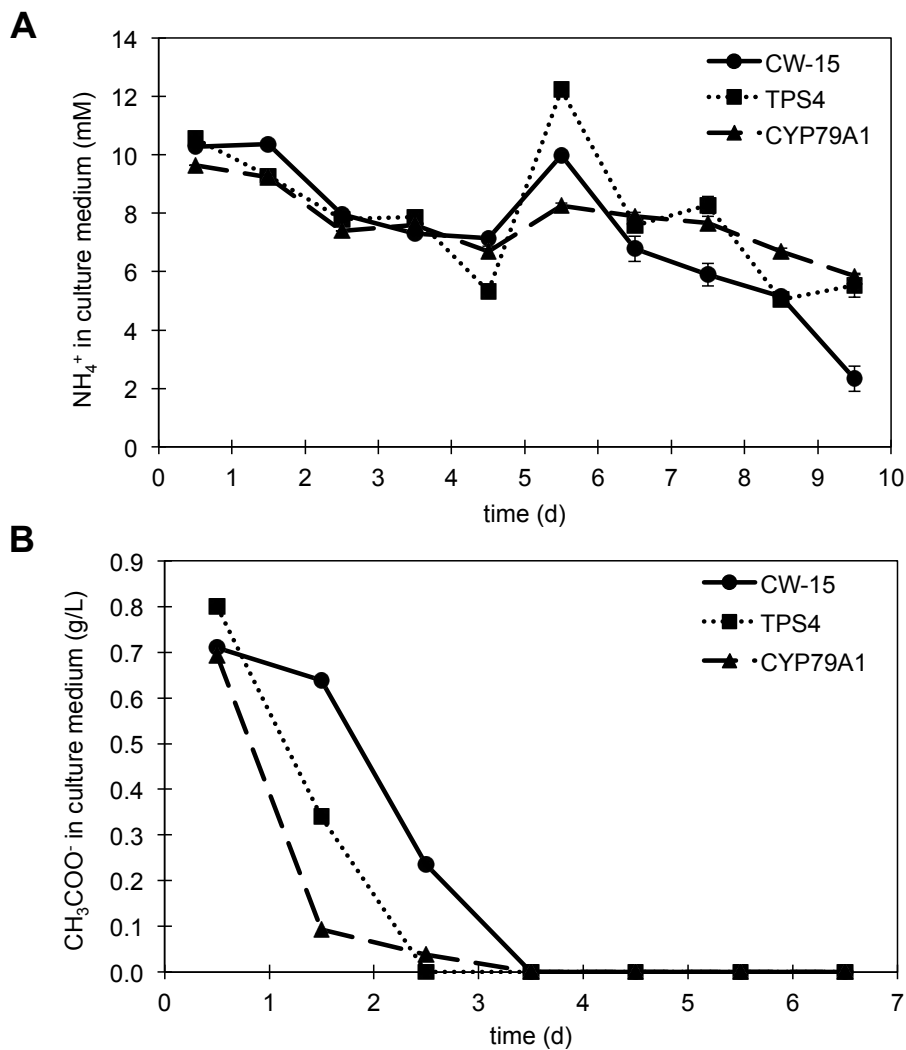 A
NH₄⁺ in culture medium (mM)
14
12
10
8
6
4
2
0
CW-15
TPS4
CYP79A1
0 1 2 3 4 5 6 7 8 9 10
time (d)
B
CH₃COO⁻ in culture medium (g/L)
0.9
0.8
0.7
0.6
0.5
0.4
0.3
0.2
0.1
0.0
CW-15
TPS4
CYP79A1
0 1 2 3 4 5 6 7
time (d)